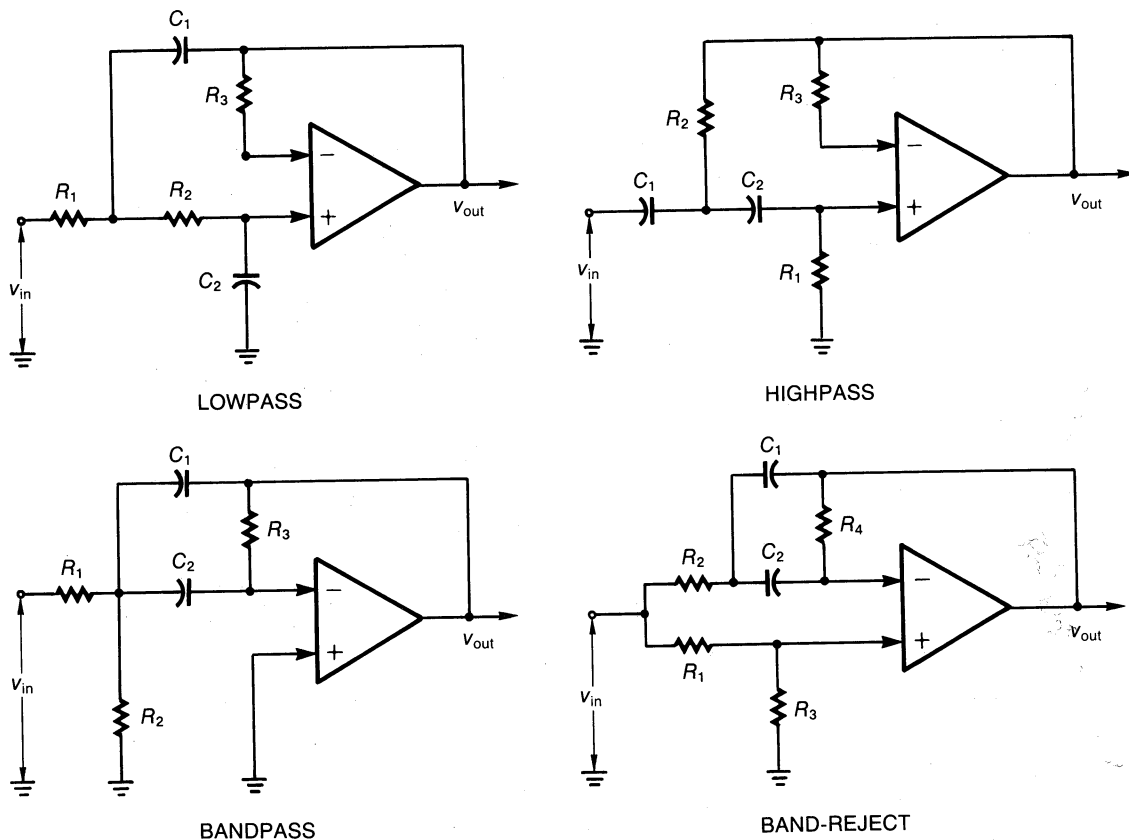 C1
R3
R1
R2
−
+
vout
C2
vin
LOWPASS
R3
R2
−
C1
C2
+
vout
R1
vin
HIGHPASS
C1
R3
C2
R1
−
+
vout
vin
R2
BANDPASS
C1
R4
C2
R2
−
+
vout
R1
vin
R3
BAND-REJECT